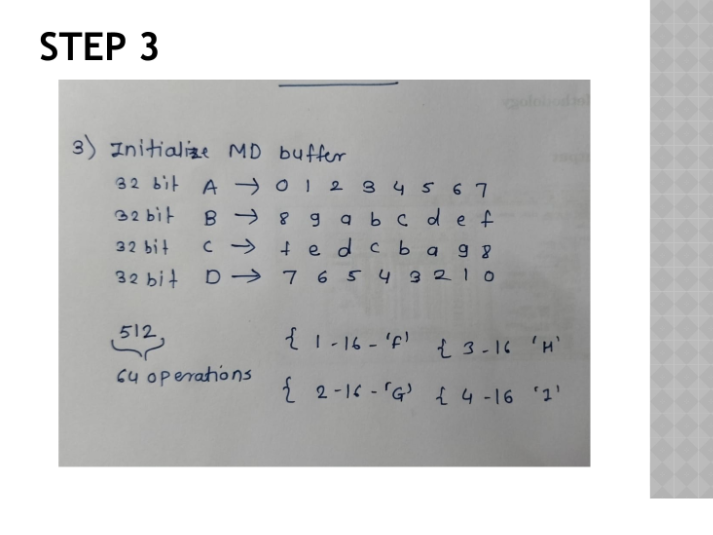 STEP 3
3) Initialize MD buffer
32 bit A → 0 1 2 3 4 5 6 7
32 bit B → 8 9 a b c d e f
32 bit C → f e d c b a 9 8
32 bit D → 7 6 5 4 3 2 1 0
512 { 1-16-'F' { 3-16 'H'
64 operations { 2-16-'G' { 4-16 'I'